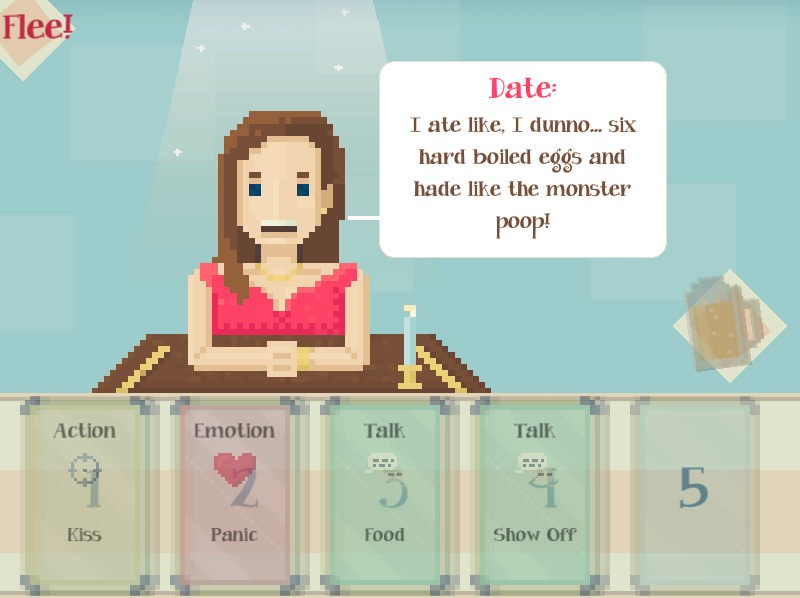 Flee!
Date:
I ate like, I dunno... six
hard boiled eggs and
hade like the monster
poop!
Action
1
Kiss
Emotion
2
Panic
Talk
3
Food
Talk
4
Show Off
5